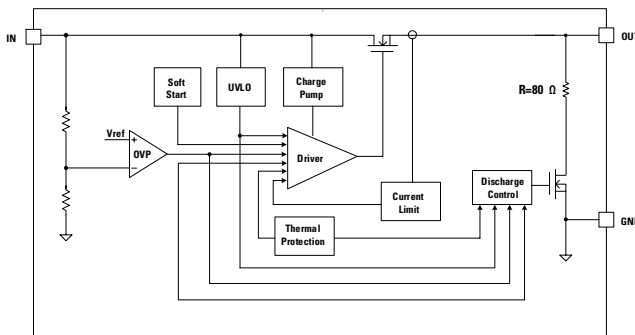 IN
OUT
Soft
Start
UVLO
Charge
Pump
R=80 Ω
Vref
+
OVP
−
Driver
Discharge
Control
Current
Limit
Thermal
Protection
GND